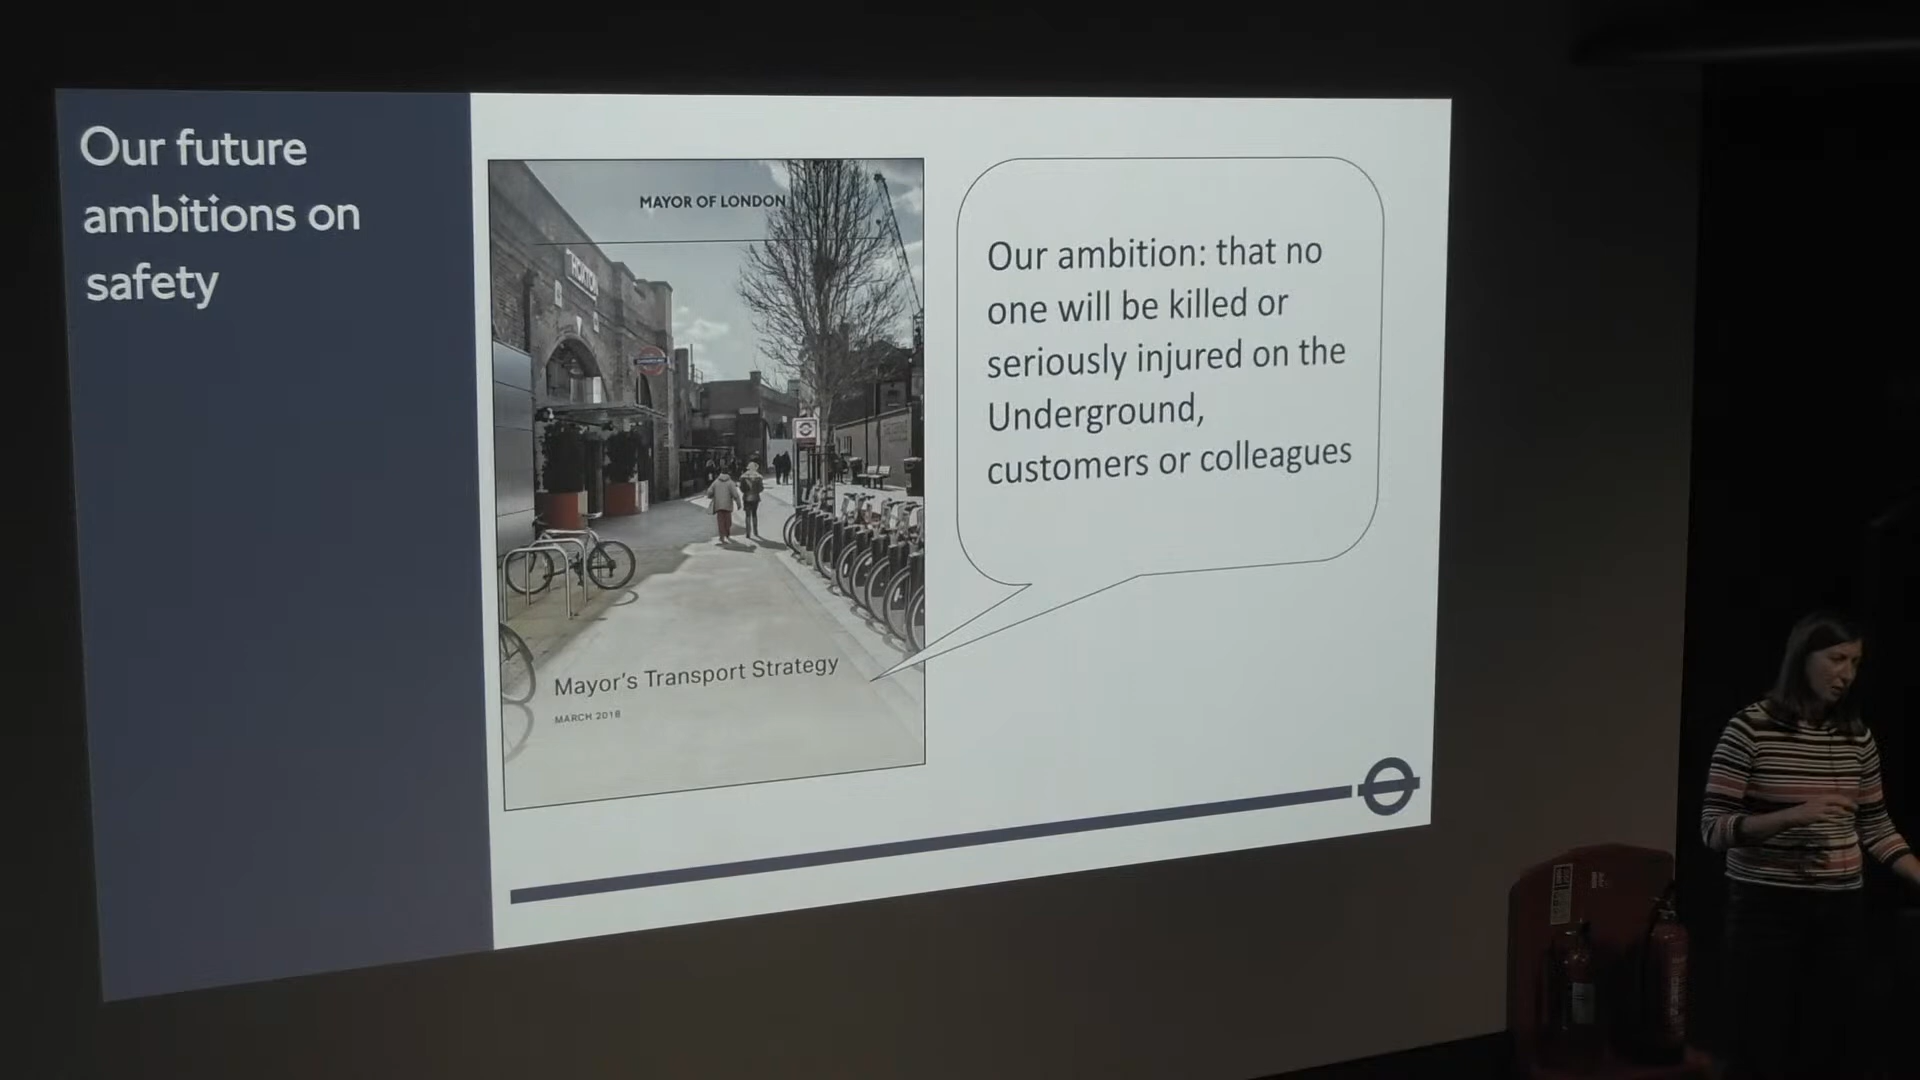 Our future
ambitions on
safety
MAYOR OF LONDON
HOXTON
Our ambition: that no
one will be killed or
seriously injured on the
Underground,
customers or colleagues
Mayor's Transport Strategy
MARCH 2018